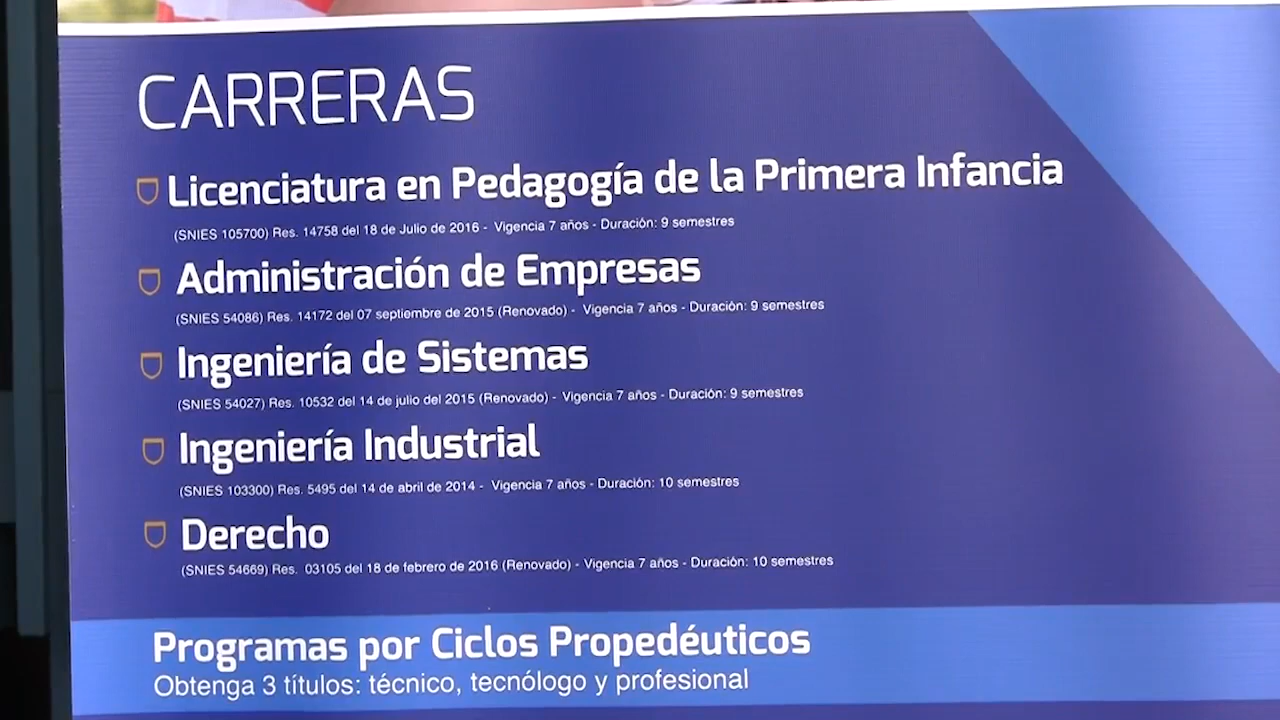 CARRERAS
Licenciatura en Pedagogía de la Primera Infancia
(SNIES 105700) Res. 14758 del 18 de Julio de 2016 - Vigencia 7 años - Duración: 9 semestres
Administración de Empresas
(SNIES 54086) Res. 14172 del 07 septiembre de 2015 (Renovado) - Vigencia 7 años - Duración: 9 semestres
Ingeniería de Sistemas
(SNIES 54027) Res. 10532 del 14 de julio del 2015 (Renovado) - Vigencia 7 años - Duración: 9 semestres
Ingeniería Industrial
(SNIES 103300) Res. 5495 del 14 de abril de 2014 - Vigencia 7 años - Duración: 10 semestres
Derecho
(SNIES 54669) Res. 03105 del 18 de febrero de 2016 (Renovado) - Vigencia 7 años - Duración: 10 semestres
Programas por Ciclos Propedéuticos
Obtenga 3 títulos: técnico, tecnólogo y profesional